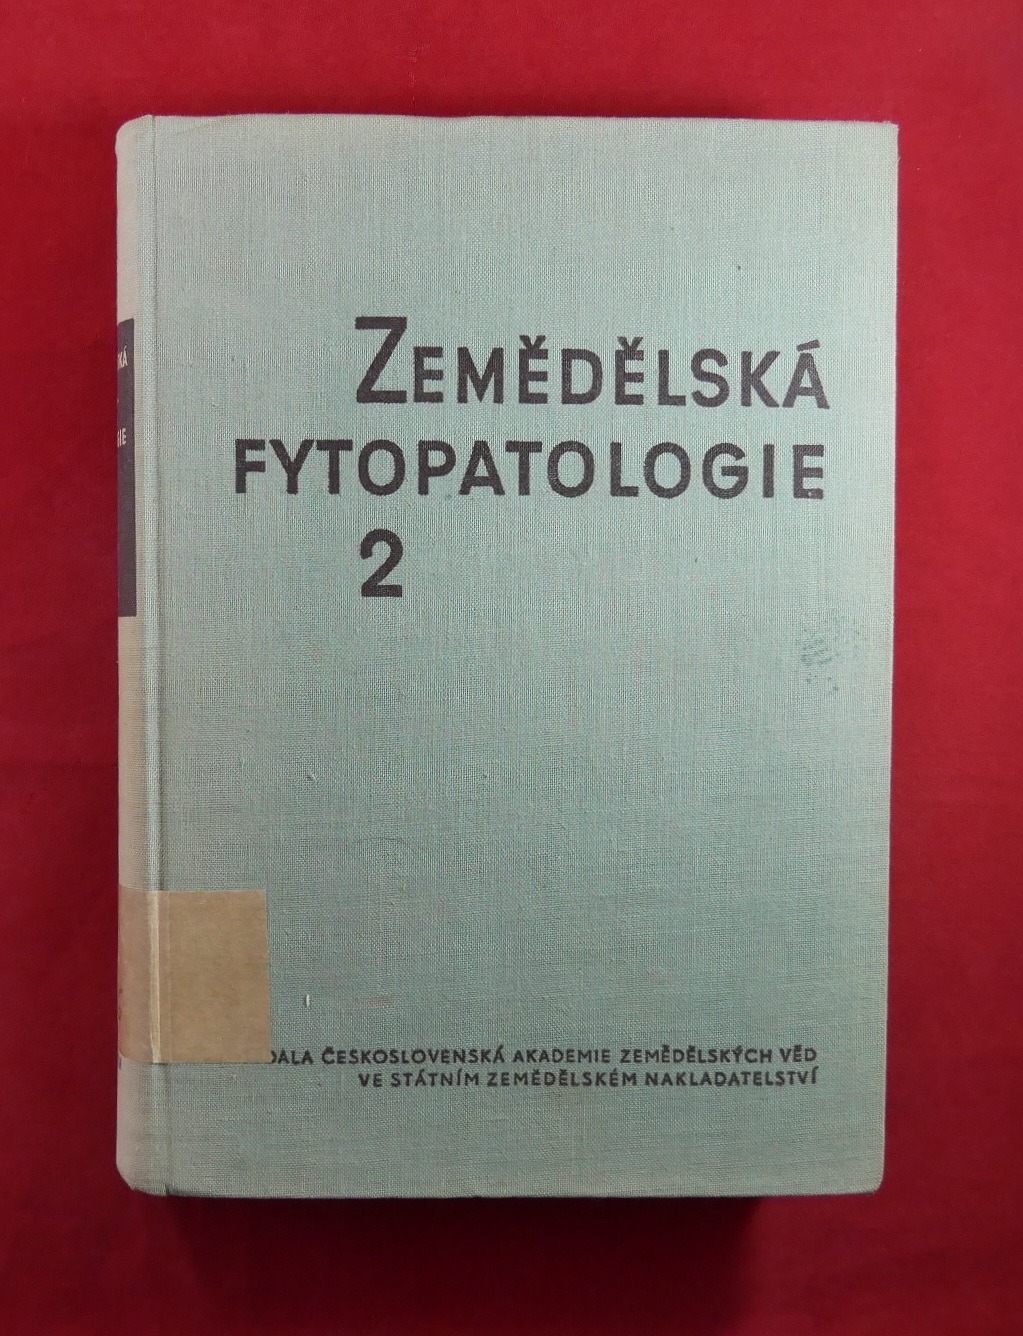 ZEMĚDĚLSKÁ
FYTOPATOLOGIE
2
ČESKOSLOVENSKÁ AKADEMIE ZEMĚDĚLSKÝCH VĚD
VE STÁTNÍM ZEMĚDĚLSKÉM NAKLADATELSTVÍ